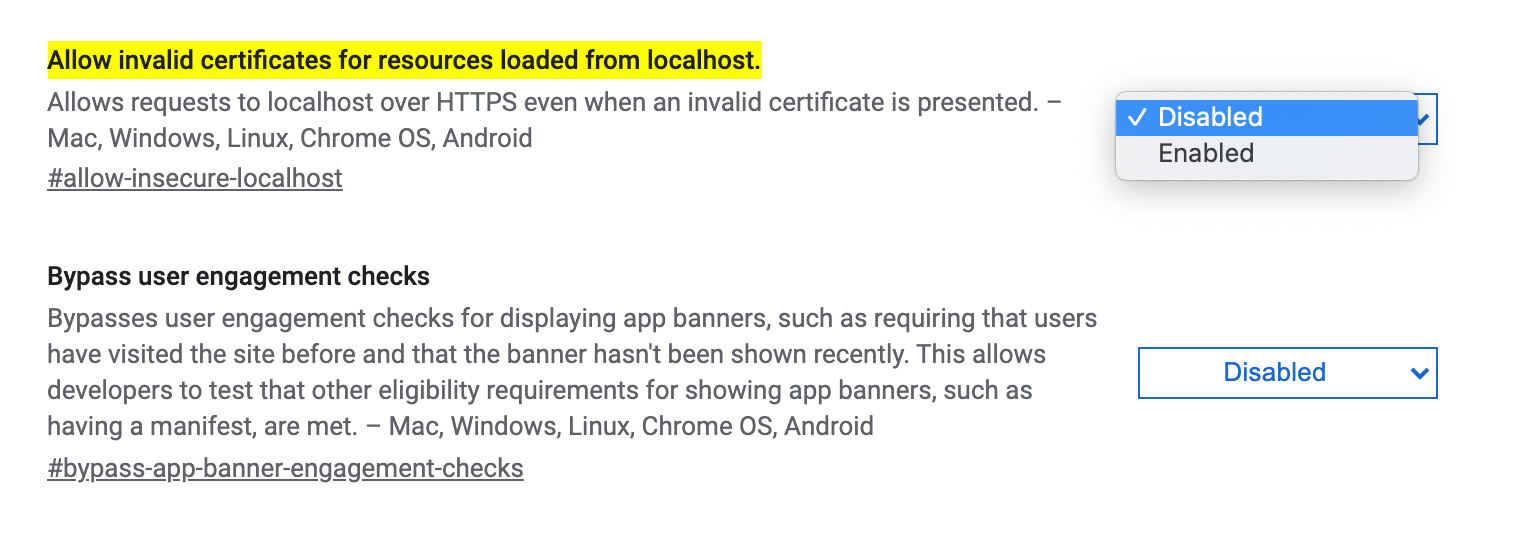 Allow invalid certificates for resources loaded from localhost.
Allows requests to localhost over HTTPS even when an invalid certificate is presented. –
Mac, Windows, Linux, Chrome OS, Android
#allow-insecure-localhost
Disabled
Enabled
Bypass user engagement checks
Bypasses user engagement checks for displaying app banners, such as requiring that users
have visited the site before and that the banner hasn't been shown recently. This allows
developers to test that other eligibility requirements for showing app banners, such as
having a manifest, are met. – Mac, Windows, Linux, Chrome OS, Android
#bypass-app-banner-engagement-checks
Disabled